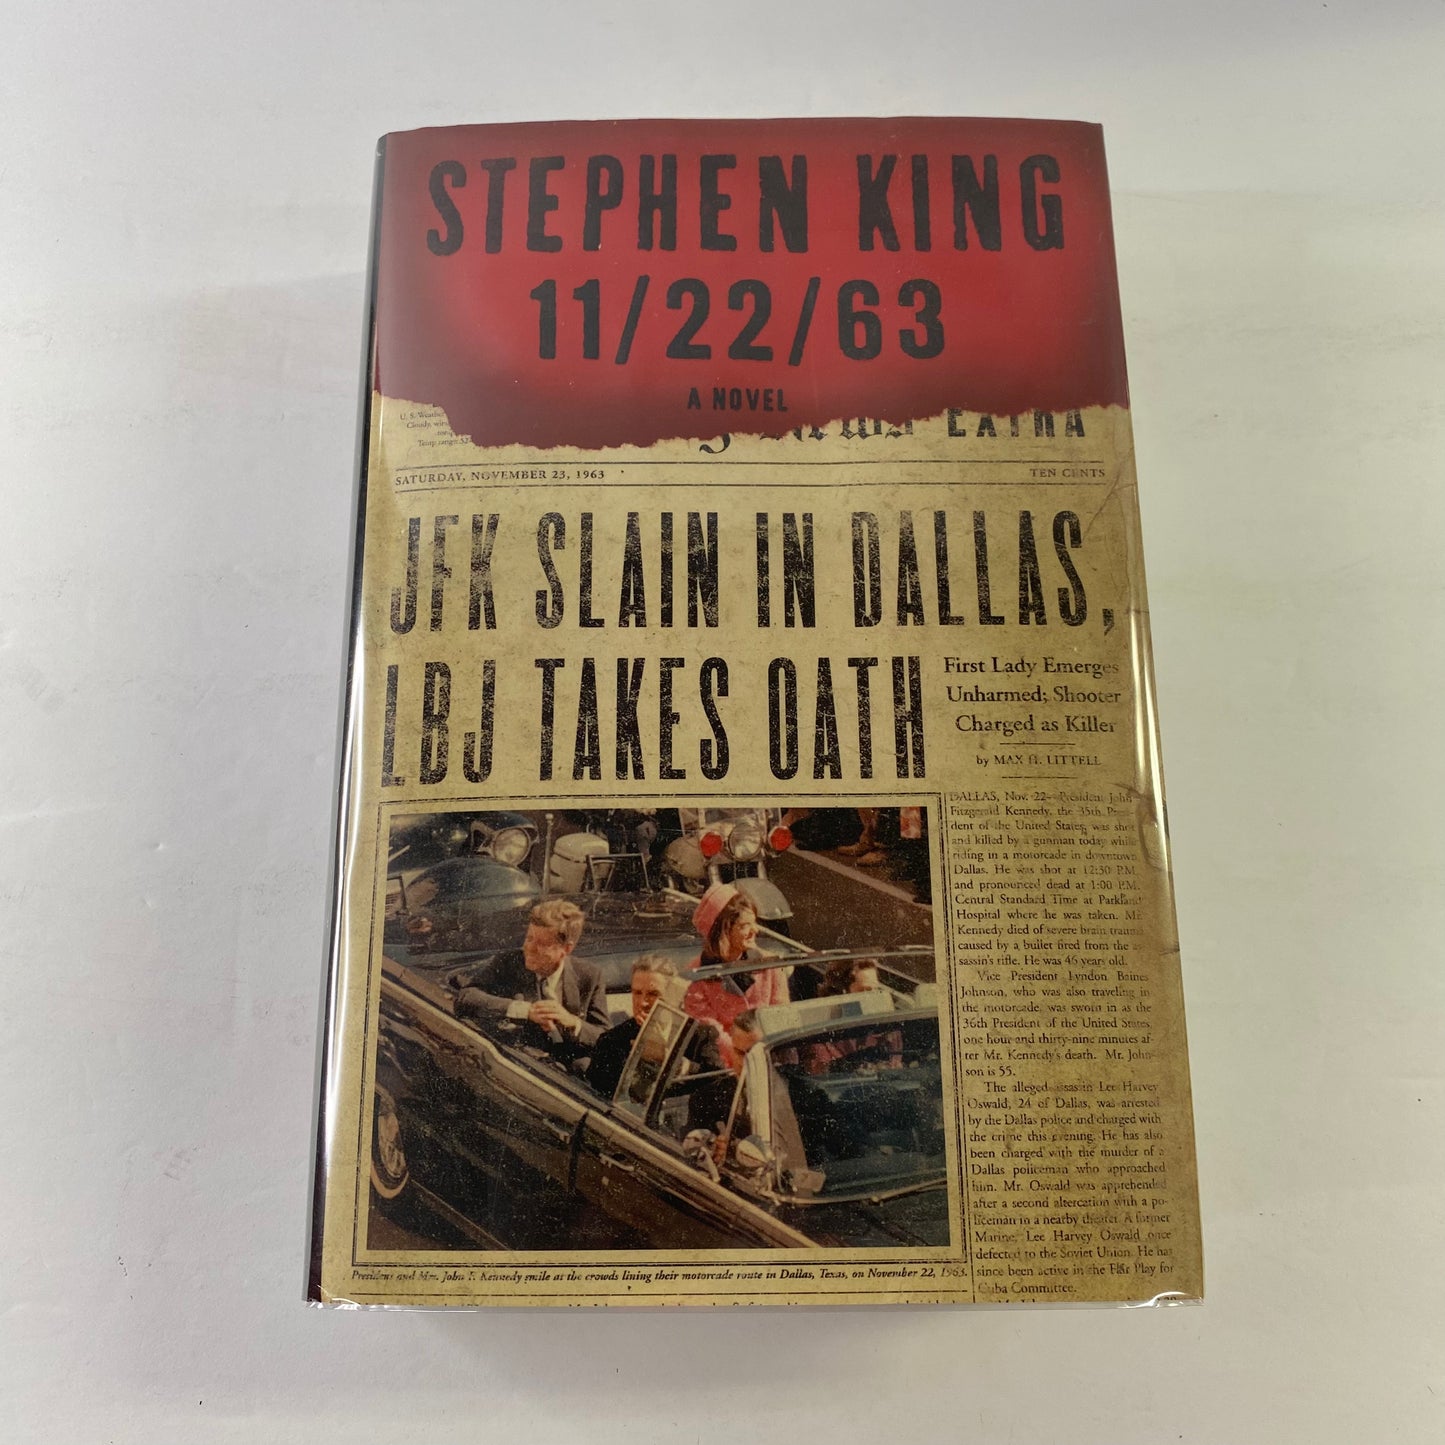 STEPHEN KING
11/22/63
A NOVEL
EXTRA
SATURDAY, NOVEMBER 23, 1963
TEN CENTS
JFK SLAIN IN DALLAS,
LBJ TAKES OATH
First Lady Emerges
Unharmed; Shooter
Charged as Killer
by MAX H. LITTELL
DALLAS, Nov. 22—President John
Fitzgerald Kennedy, the 35th Presi-
dent of the United States, was shot
and killed by a gunman today while
riding in a motorcade in downtown
Dallas. He was shot at 12:30 P.M.
and pronounced dead at 1:00 P.M.
Central Standard Time at Parkland
Hospital where he was taken. Mr.
Kennedy died of severe brain trauma
caused by a bullet fired from the as-
sassin's rifle. He was 46 years old.
Vice President Lyndon Baines
Johnson, who was also traveling in
the motorcade, was sworn in as the
36th President of the United States,
one hour and thirty-nine minutes af-
ter Mr. Kennedy's death. Mr. John-
son is 55.
The alleged assassin Lee Harvey
Oswald, 24 of Dallas, was arrested
by the Dallas police and charged with
the crime this evening. He has also
been charged with the murder of a
Dallas policeman who approached
him. Mr. Oswald was apprehended
after a second altercation with a po-
liceman in a nearby theater. A former
Marine, Lee Harvey Oswald once
defected to the Soviet Union. He has
since been active in the Fair Play for
Cuba Committee.
President and Mrs. John F. Kennedy smile at the crowds lining their motorcade route in Dallas, Texas, on November 22, 1963.